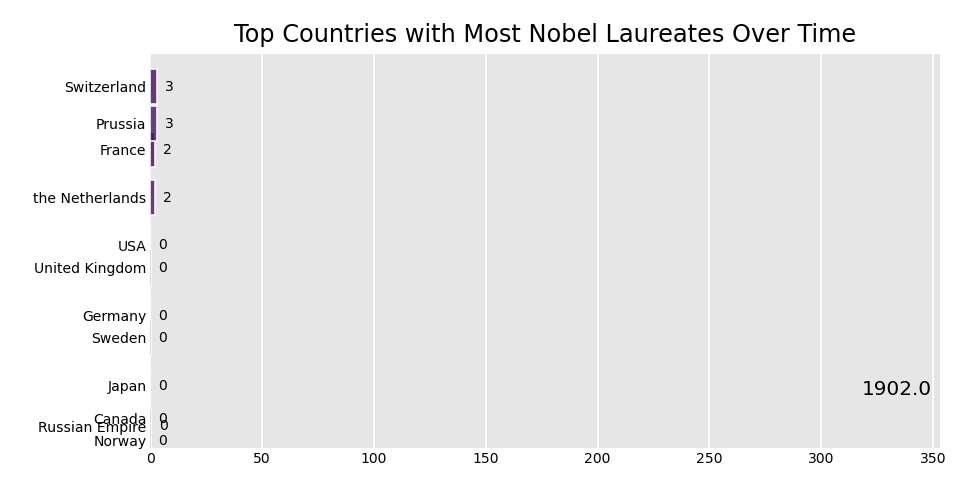 Top Countries with Most Nobel Laureates Over Time
Switzerland 3
Prussia 3
France 2
the Netherlands 2
USA 0
United Kingdom 0
Germany 0
Sweden 0
Japan 0
1902.0
Canada 0
Russian Empire 0
Norway 0
0 50 100 150 200 250 300 350